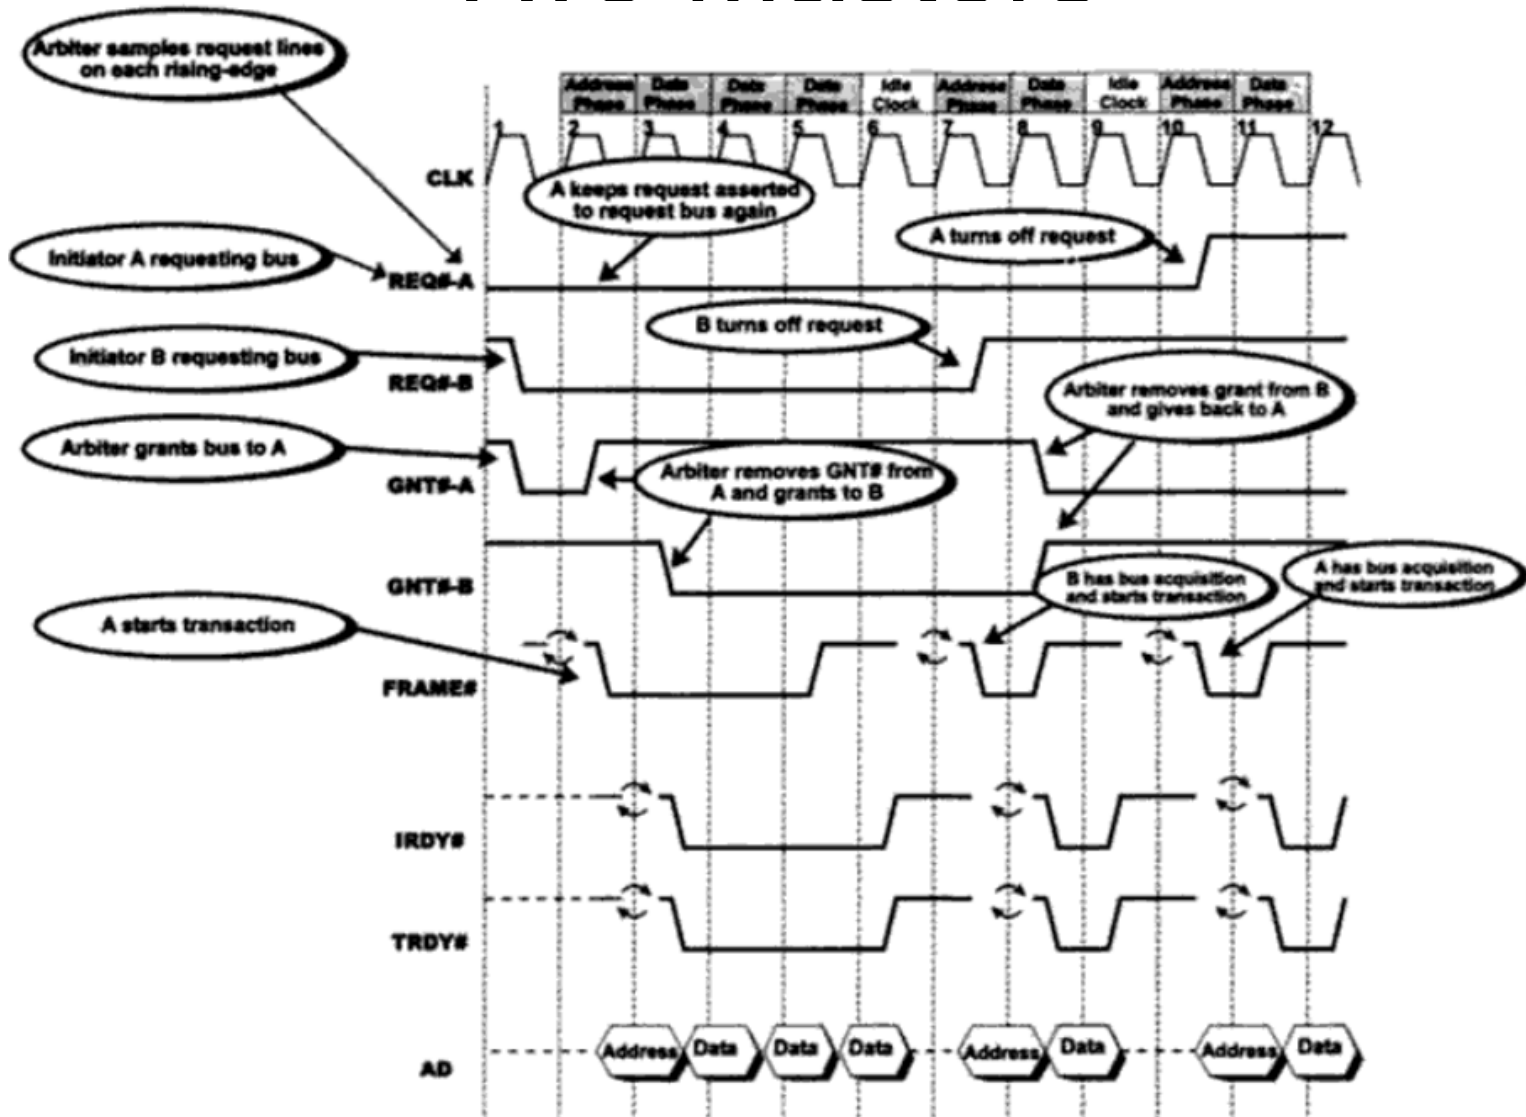 Arbiter samples request lines
on each rising-edge
Address Phase
Data Phase
Data Phase
Data Phase
Idle Clock
Address Phase
Data Phase
Idle Clock
Address Phase
Data Phase
1 2 3 4 5 6 7 8 9 10 11 12
CLK
A keeps request asserted
to request bus again
A turns off request
Initiator A requesting bus
REQ#-A
B turns off request
Initiator B requesting bus
REQ#-B
Arbiter removes grant from B
and gives back to A
Arbiter grants bus to A
GNT#-A
Arbiter removes GNT# from
A and grants to B
GNT#-B
B has bus acquisition
and starts transaction
A has bus acquisition
and starts transaction
A starts transaction
FRAME#
IRDY#
TRDY#
AD
Address Data Data Data Address Data Address Data